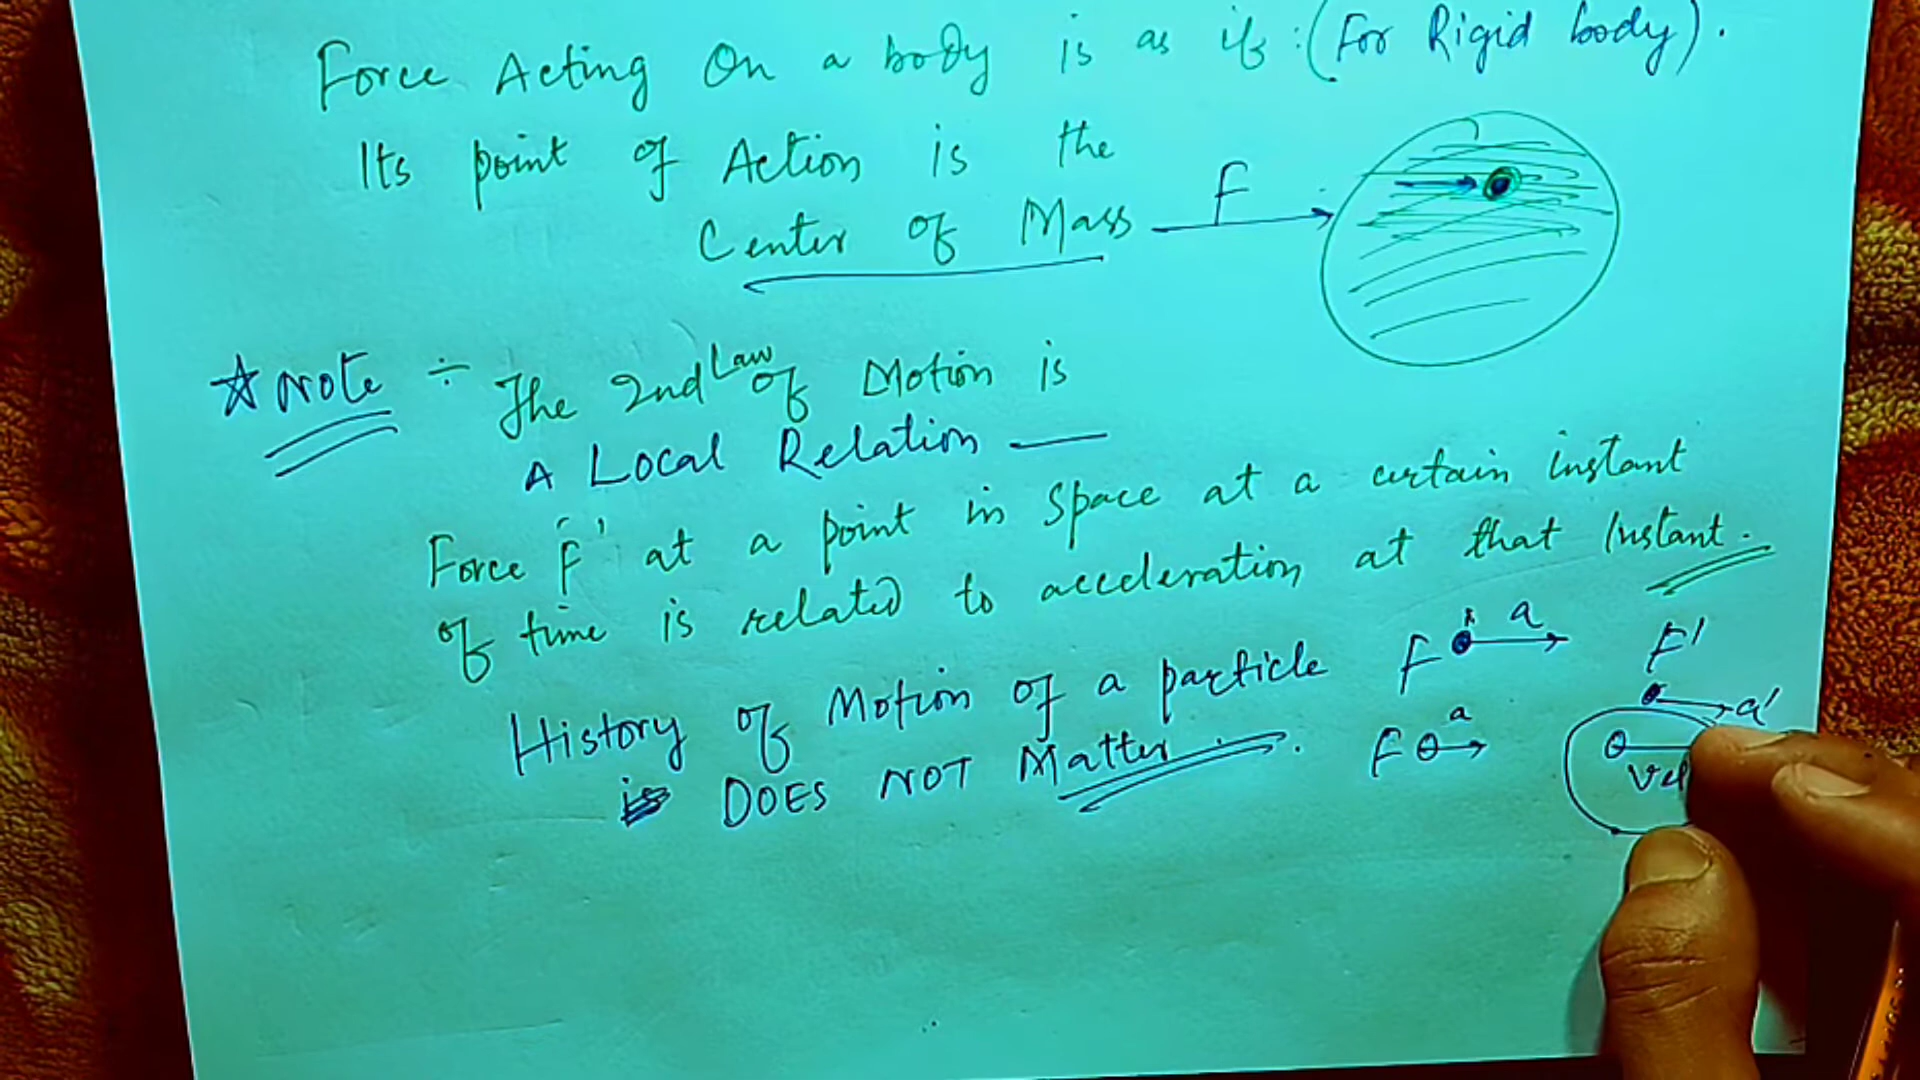 Force Acting On a body is as if :(For Rigid body).
Its point of Action is the
Center of Mass
F
☆ Note ÷ The 2nd Law of Motion is
A Local Relation —
Force 'F' at a point in Space at a certain instant
of time is related to acceleration at that Instant.
History of Motion of a particle
DOES NOT Matter.
F a
F a
F'
a'
Vel